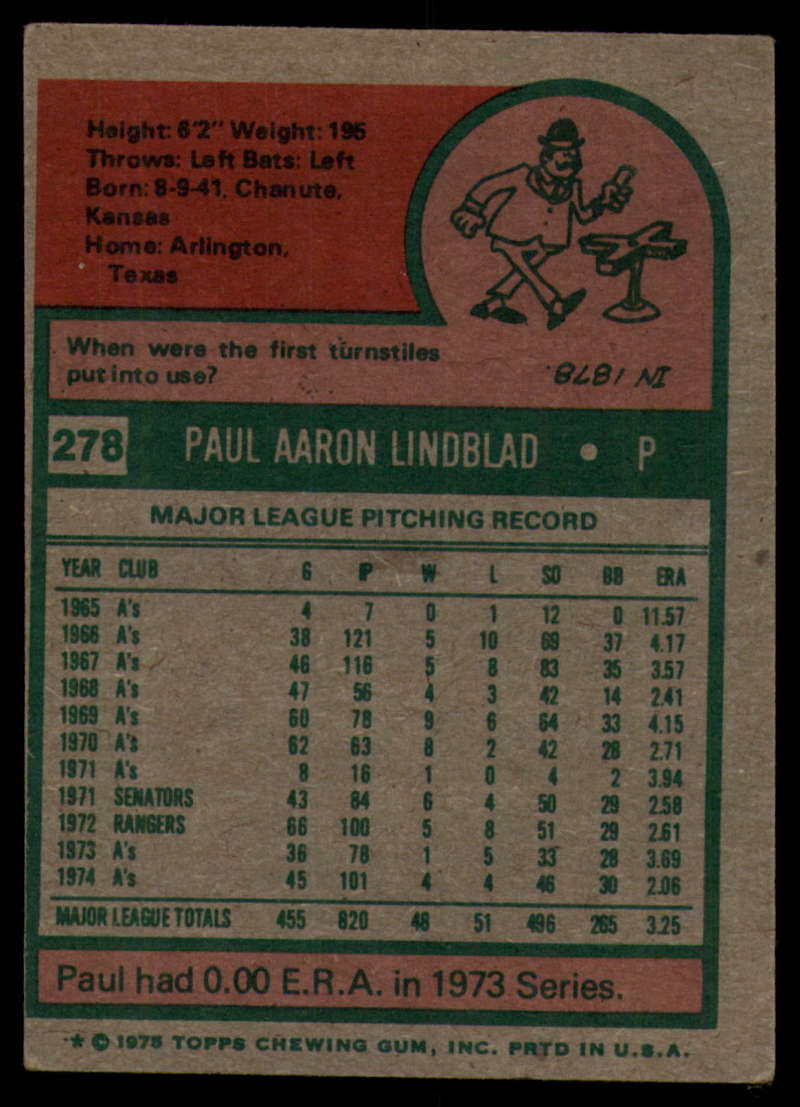 Height: 6'2" Weight: 195
Throws: Left Bats: Left
Born: 8-9-41, Chanute,
Kansas
Home: Arlington,
Texas
When were the first turnstiles
put into use?
IN 1878.
278 PAUL AARON LINDBLAD • P
MAJOR LEAGUE PITCHING RECORD
YEAR CLUB G P W L SO BB ERA
1965 A's 4 7 0 1 12 0 11.57
1966 A's 38 121 5 10 69 37 4.17
1967 A's 46 116 5 8 83 35 3.57
1968 A's 47 56 4 3 42 14 2.41
1969 A's 60 78 9 6 64 33 4.15
1970 A's 62 63 8 2 42 28 2.71
1971 A's 8 16 1 0 4 2 3.94
1971 SENATORS 43 84 6 4 50 29 2.58
1972 RANGERS 66 100 5 8 51 29 2.61
1973 A's 36 78 1 5 33 28 3.69
1974 A's 45 101 4 4 46 30 2.06
MAJOR LEAGUE TOTALS 455 820 48 51 496 265 3.25
Paul had 0.00 E.R.A. in 1973 Series.
* © 1975 TOPPS CHEWING GUM, INC. PRTD IN U.S.A.